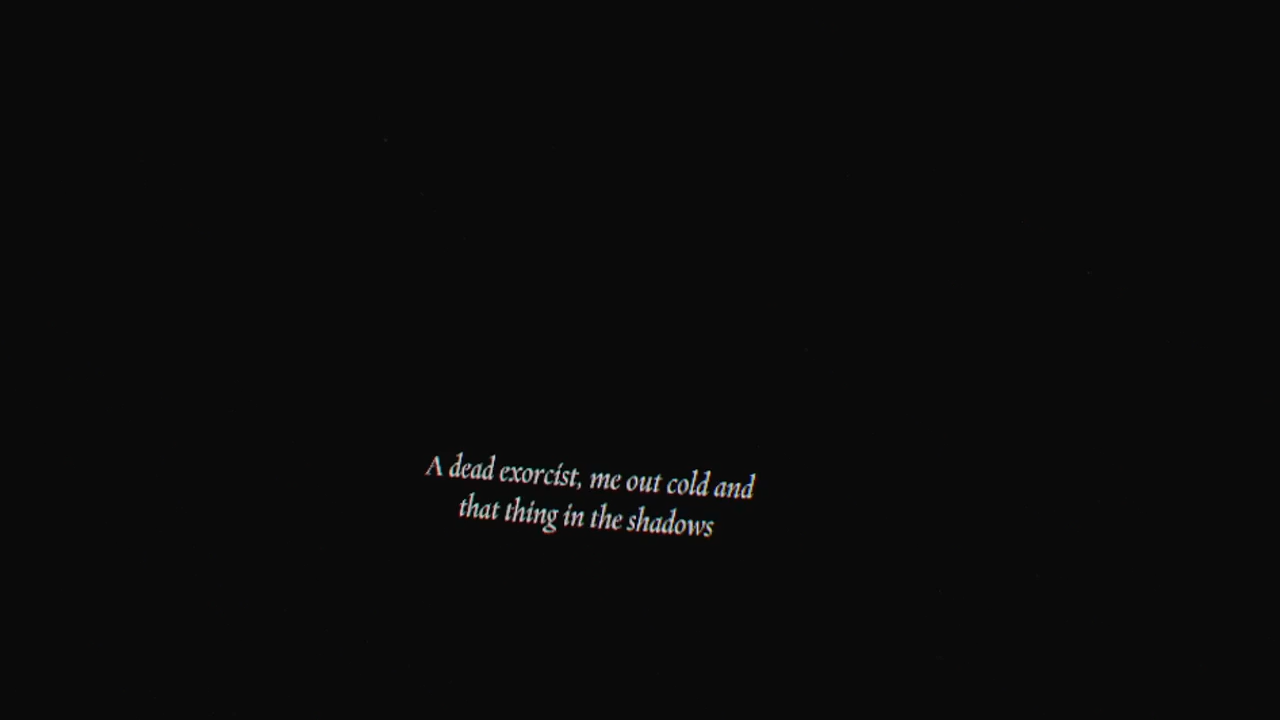 A dead exorcist, me out cold and
that thing in the shadows